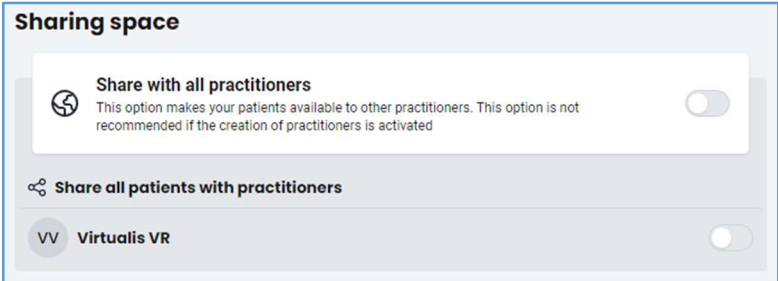 Sharing space
Share with all practitioners
This option makes your patients available to other practitioners. This option is not
recommended if the creation of practitioners is activated
Share all patients with practitioners
VV Virtualis VR